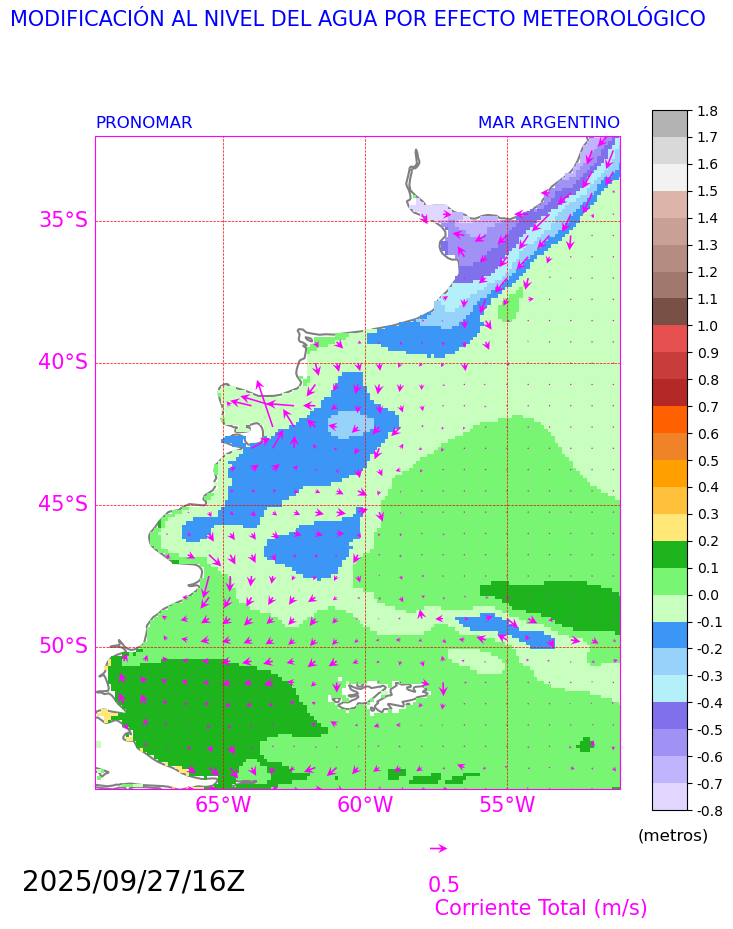 MODIFICACIÓN AL NIVEL DEL AGUA POR EFECTO METEOROLÓGICO
PRONOMAR
MAR ARGENTINO
35°S
40°S
45°S
50°S
65°W
60°W
55°W
1.8
1.7
1.6
1.5
1.4
1.3
1.2
1.1
1.0
0.9
0.8
0.7
0.6
0.5
0.4
0.3
0.2
0.1
0.0
-0.1
-0.2
-0.3
-0.4
-0.5
-0.6
-0.7
-0.8
(metros)
2025/09/27/16Z
0.5
Corriente Total (m/s)